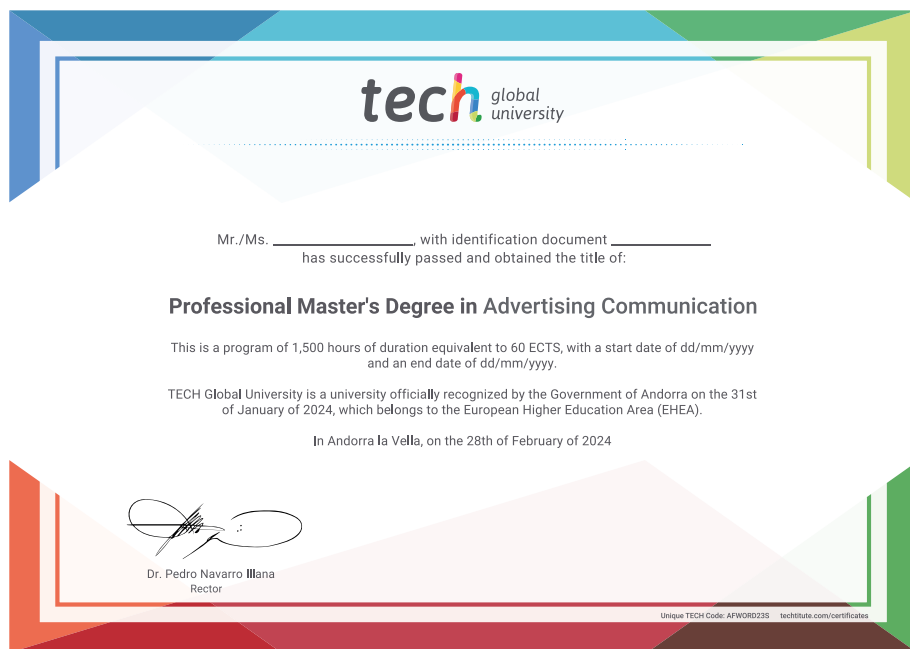 tech global
university
Mr./Ms. ____________________, with identification document ______________
has successfully passed and obtained the title of:
Professional Master's Degree in Advertising Communication
This is a program of 1,500 hours of duration equivalent to 60 ECTS, with a start date of dd/mm/yyyy
and an end date of dd/mm/yyyy.
TECH Global University is a university officially recognized by the Government of Andorra on the 31st
of January of 2024, which belongs to the European Higher Education Area (EHEA).
In Andorra la Vella, on the 28th of February of 2024
Dr. Pedro Navarro Illana
Rector
Unique TECH Code: AFWORD23S techtitute.com/certificates